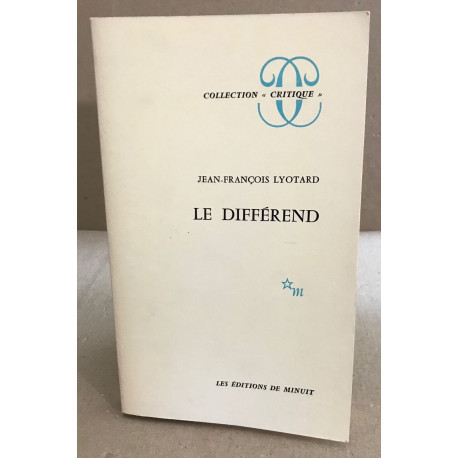 COLLECTION « CRITIQUE »
JEAN-FRANÇOIS LYOTARD
LE DIFFÉREND
m
LES ÉDITIONS DE MINUIT